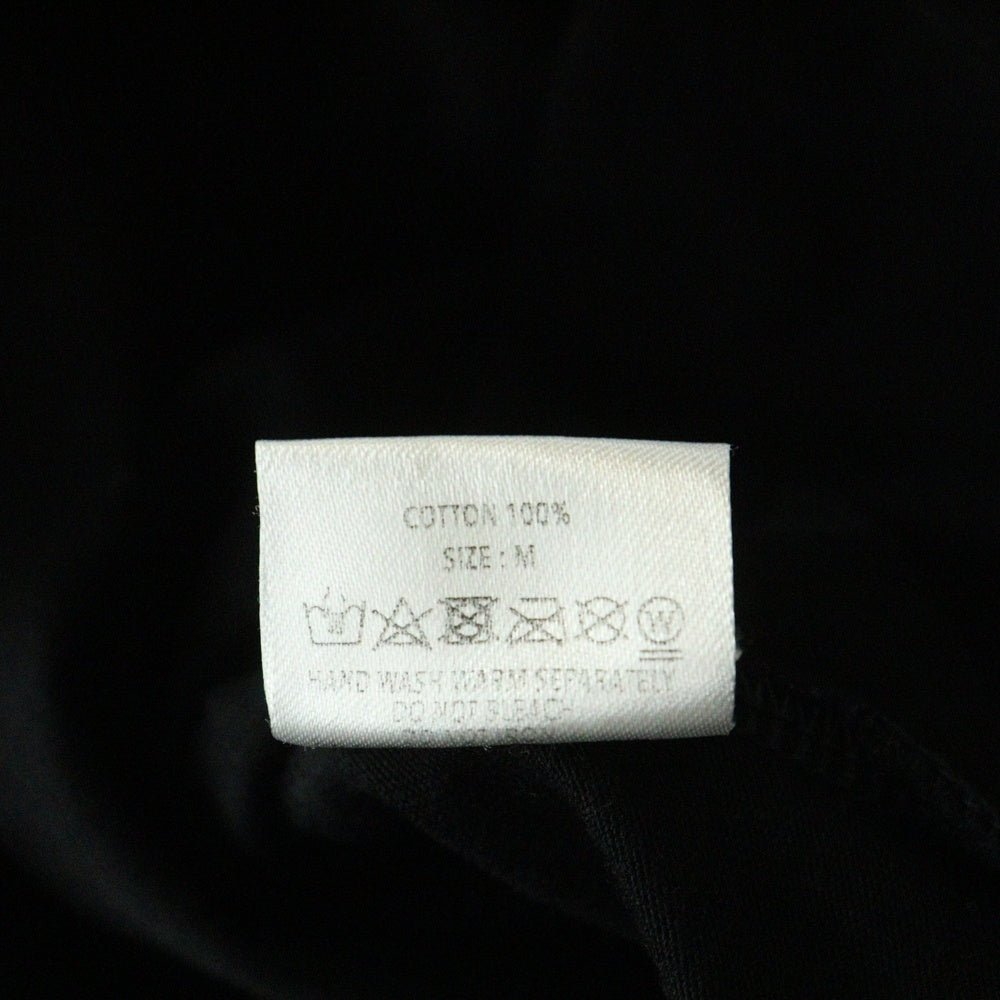 COTTON 100%
SIZE : M
W
HAND WASH WARM SEPARATELY
DO NOT BLEACH